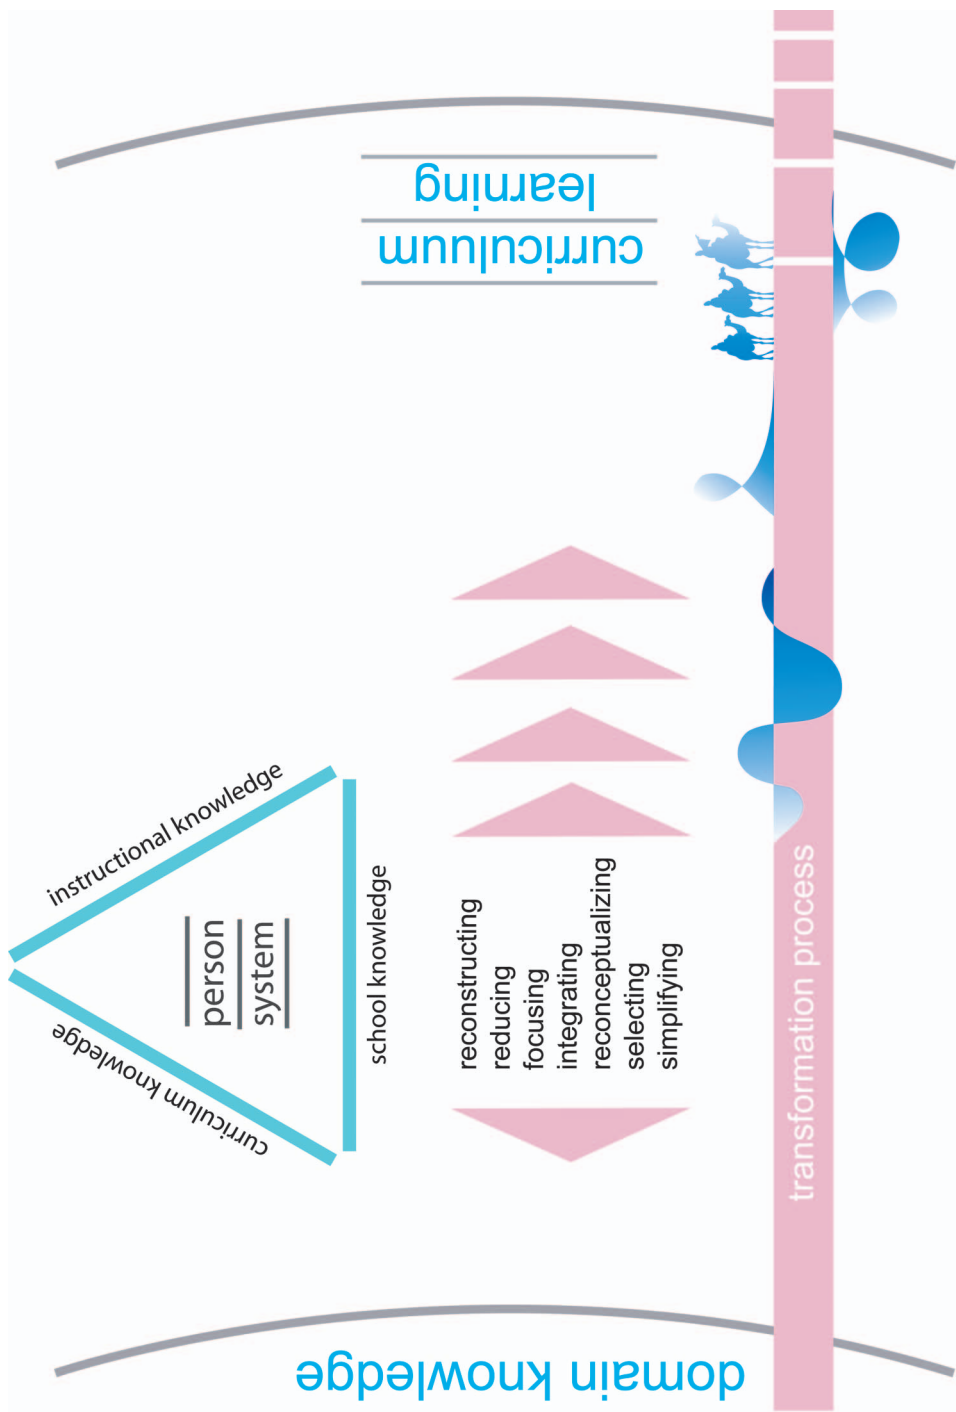 domain knowledge
curriculum knowledge
instructional knowledge
person
system
school knowledge
reconstructing
reducing
focusing
integrating
reconceptualizing
selecting
simplifying
transformation process
curriculum
learning